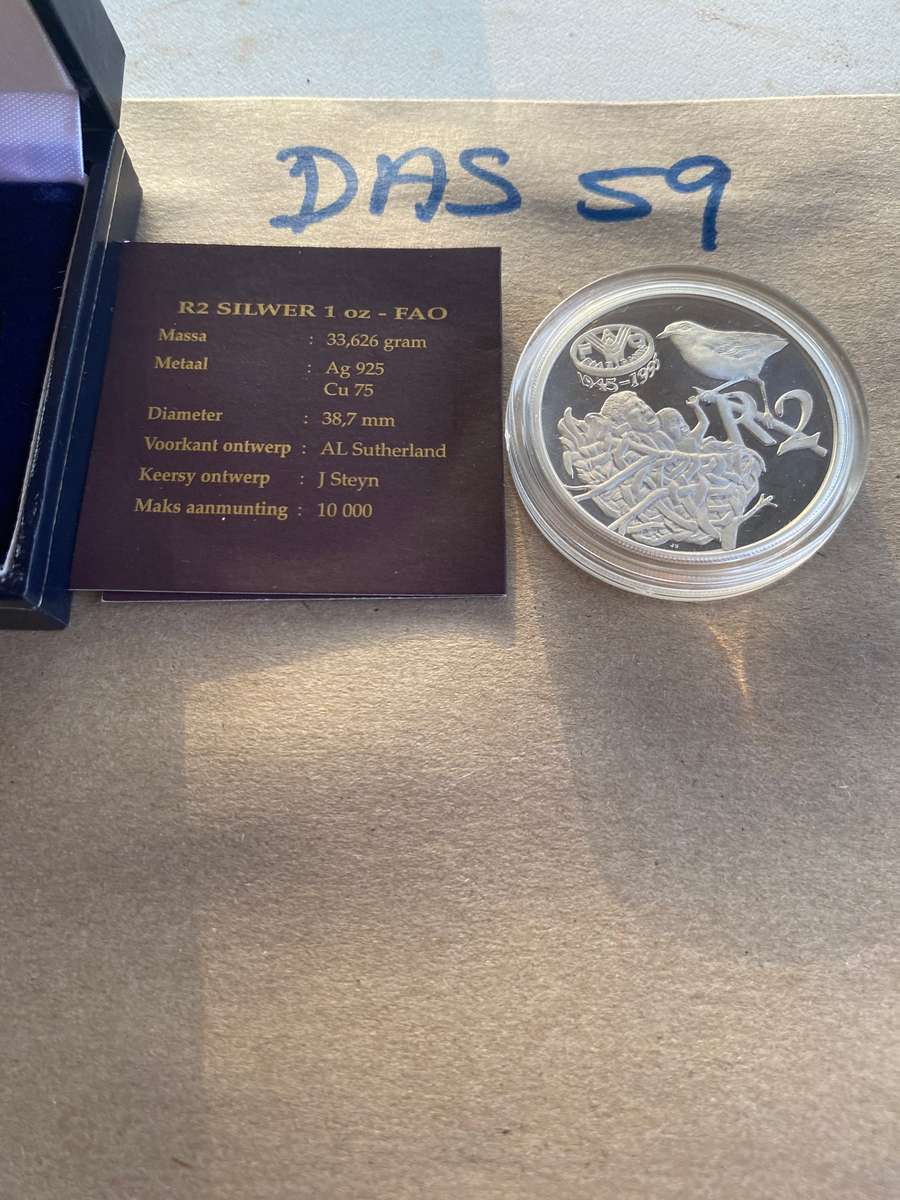 DAS 59
R2 SILWER 1 oz - FAO
Massa : 33,626 gram
Metaal : Ag 925
Cu 75
Diameter : 38,7 mm
Voorkant ontwerp : AL Sutherland
Keersy ontwerp : J Steyn
Maks aanmunting : 10 000
R2